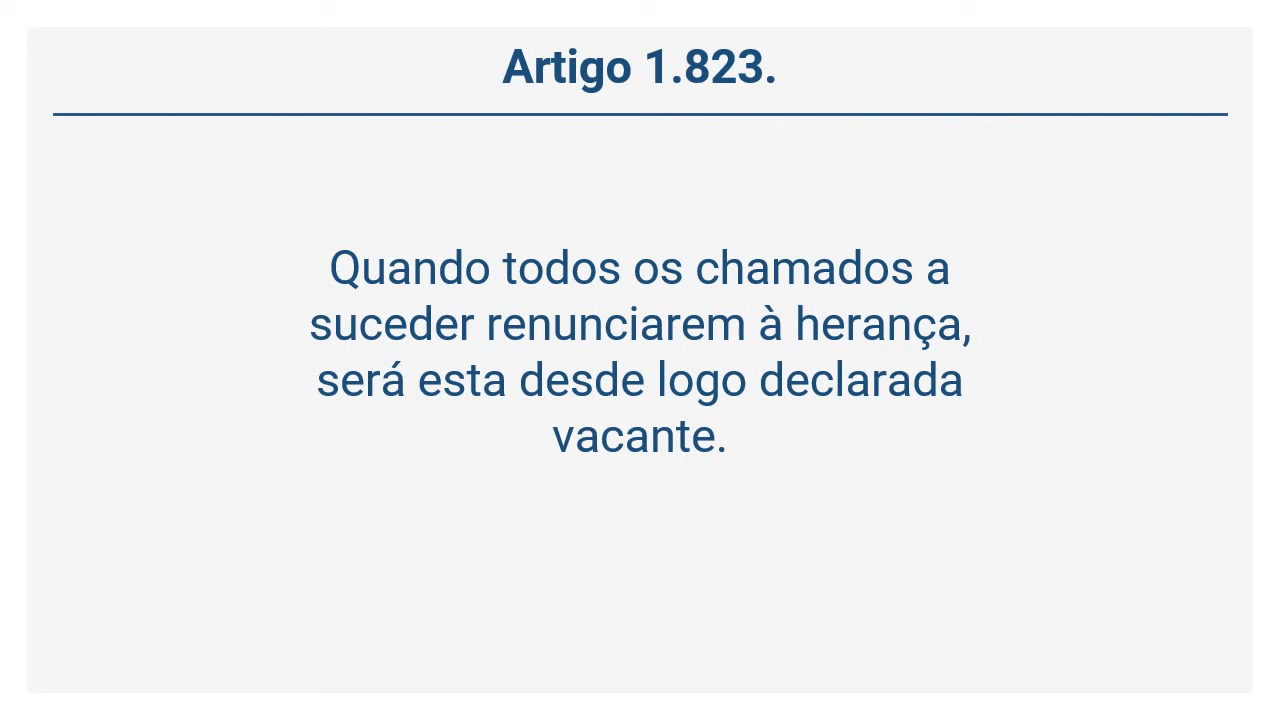 Artigo 1.823.
Quando todos os chamados a
suceder renunciarem à herança,
será esta desde logo declarada
vacante.